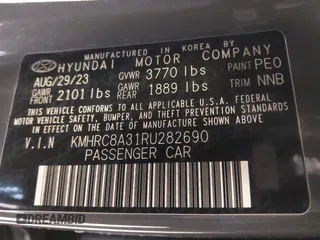 MANUFACTURED IN KOREA BY
HYUNDAI MOTOR COMPANY
AUG/29/23 GVWR 3770 lbs PAINT PE0
GAWR FRONT 2101 lbs GAWR REAR 1889 lbs TRIM NNB
THIS VEHICLE CONFORMS TO ALL APPLICABLE
U.S. FEDERAL MOTOR VEHICLE SAFETY,
BUMPER, AND THEFT PREVENTION STANDARDS
IN EFFECT ON THE DATE OF MANUFACTURE
SHOWN ABOVE.
V.I.N KMHRC8A31RU282690
PASSENGER CAR
DREAMBID